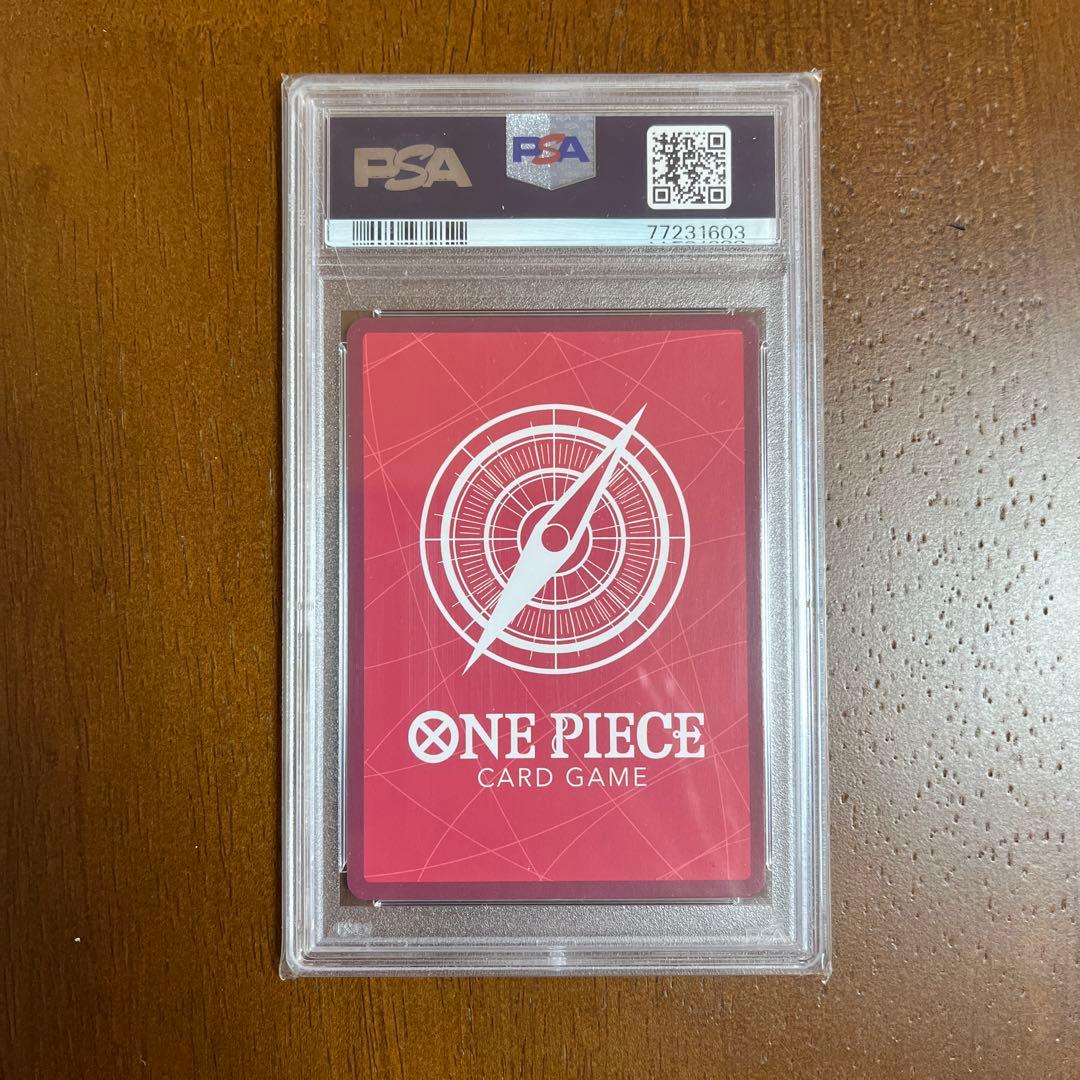 PSA
PSA
77231603
ONE PIECE
CARD GAME